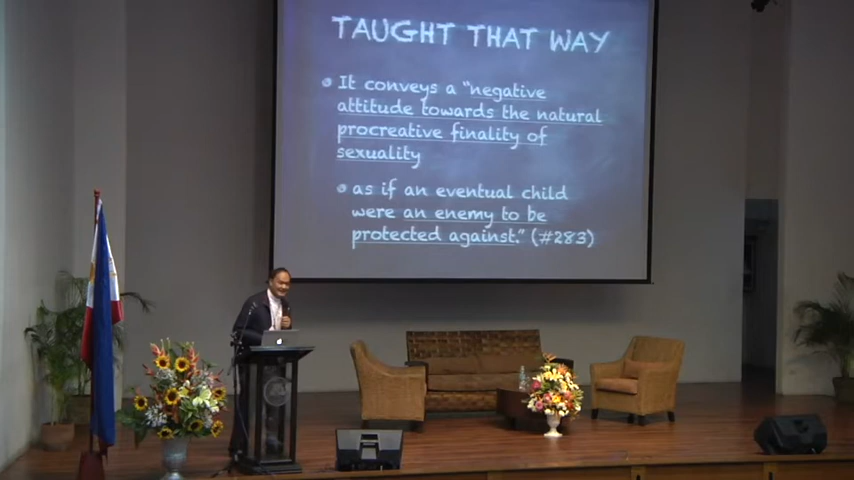 TAUGHT THAT WAY
It conveys a "negative
attitude towards the natural
procreative finality of
sexuality
as if an eventual child
were an enemy to be
protected against." (#283)